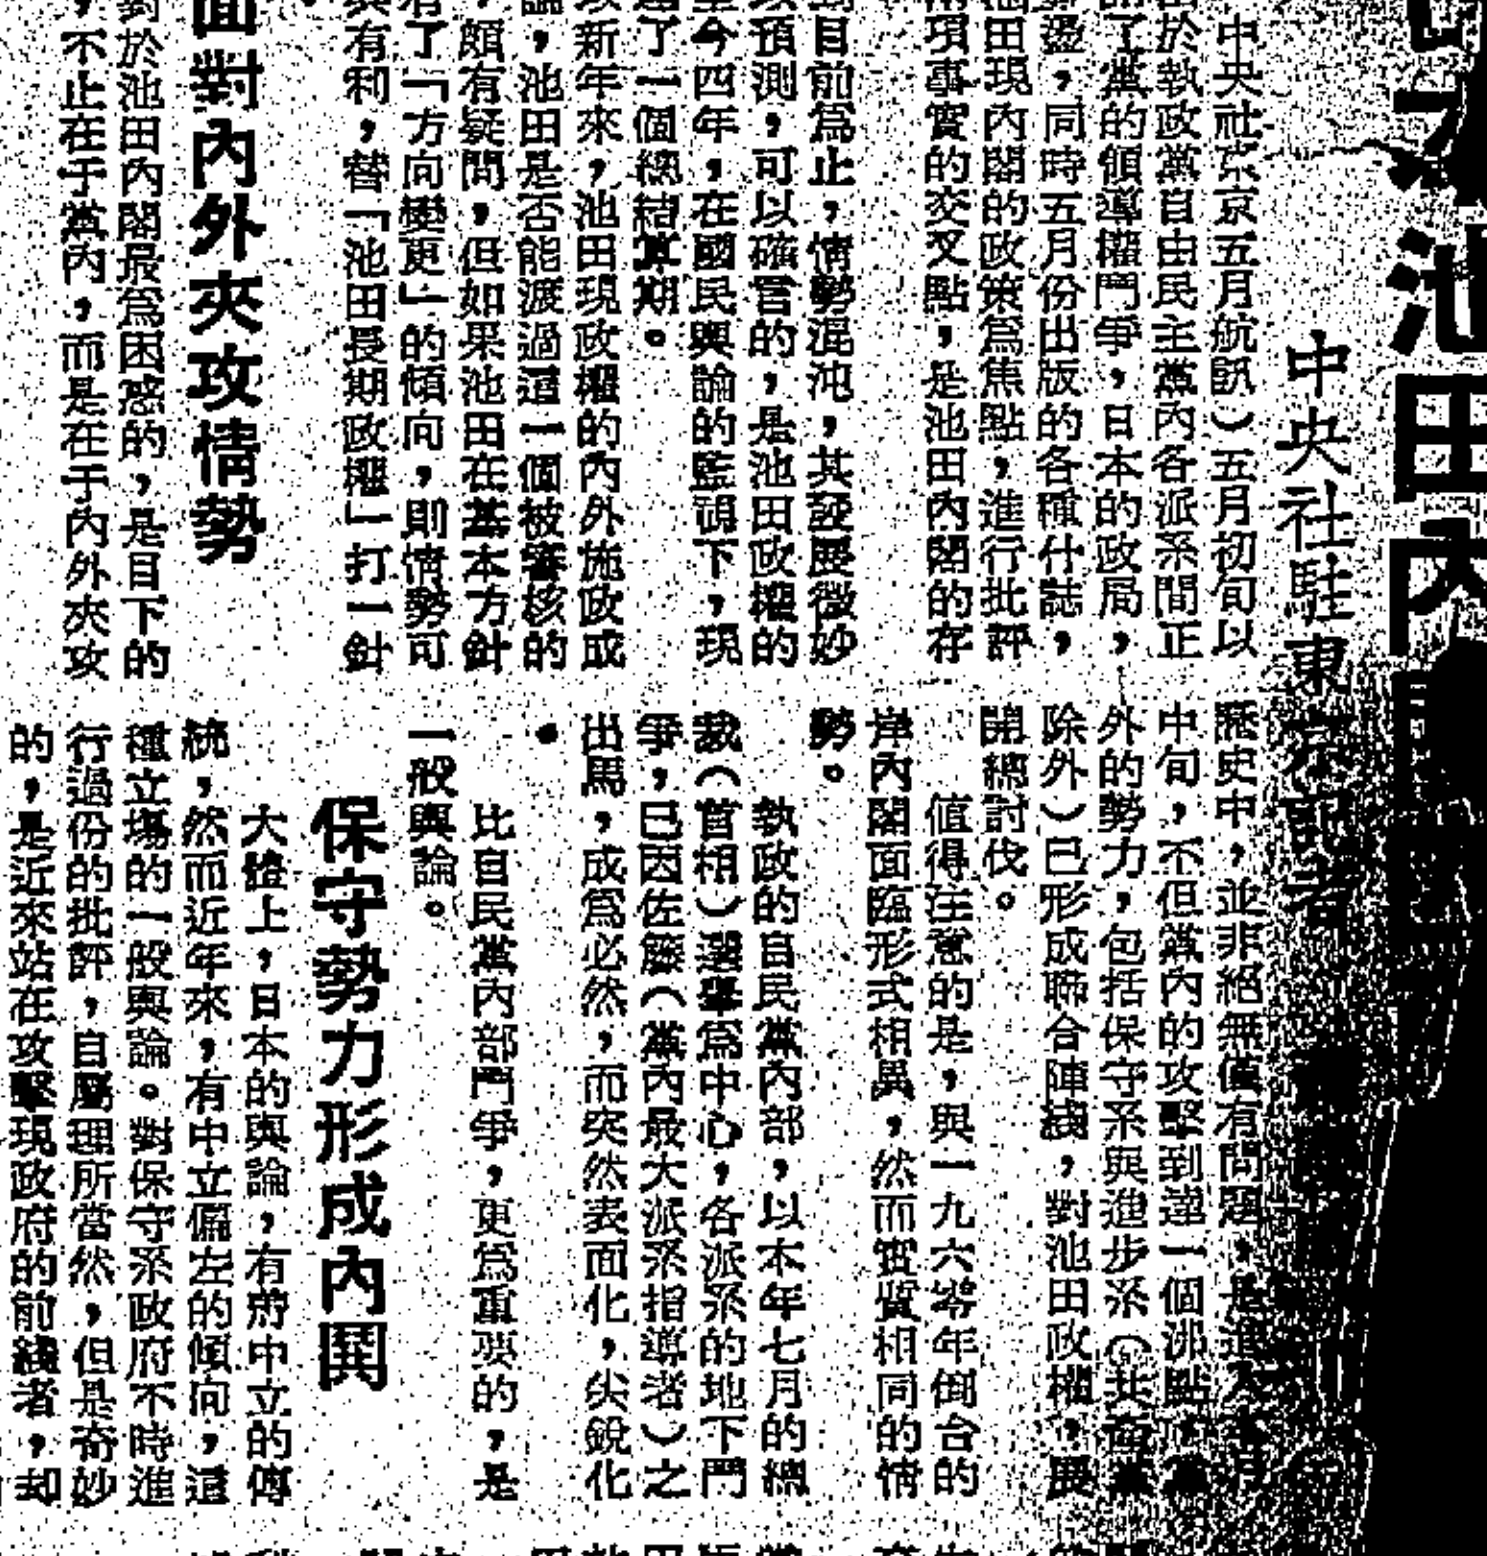 池田內
中央社駐東京記者
中央社東京五月航訊）五月初旬以
於執政黨自由民主黨內各派系間正
了黨的領導權鬥爭，日本的政局，
盪，同時五月份出版的各種什誌，
池田現內閣的政策爲焦點，進行批評
項事實的交叉點，是池田內閣的存
到目前爲止，情勢混沌，其發展微妙
以預測，可以確言的，是池田政權的
至今四年，在國民輿論的監視下，現
了一個總結算期。
新年來，池田現政權的內外施政成
論，池田是否能渡過這一個被審核的
，頗有疑問，但如果池田在基本方針
有了「方向變更」的傾向，則情勢可
有利，替「池田長期政權」打一針
面對內外夾攻情勢
對於池田內閣最爲困惑的，是目下的
，不止在于黨內，而是在于內外夾攻
歷史中，並非絕無僅有問題，是進入
中旬，不但黨內的攻擊到達一個沸點，
外的勢力，包括保守系與進步系（共產黨
除外）已形成聯合陣綫，對池田政權，展
開總討伐。
值得注意的是，與一九六岺年倒台的
岸內閣面臨形式相異，然而實質相同的情
勢。
執政的自民黨內部，以本年七月的總
裁（首相）選舉爲中心，各派系的地下鬥
爭，已因佐籐（黨內最大派系指導者）之
出馬，成爲必然，而突然表面化，尖銳化
。
比自民黨內部鬥爭，更爲重要的，是
一般輿論。
保守勢力形成內鬨
大體上，日本的輿論，有着中立的傳
統，然而近年來，有中立偏左的傾向，這
種立塲的一般輿論。對保守系政府不時進
行過份的批評，自屬理所當然，但是奇妙
的，是近來站在攻擊現政府的前綫者，却